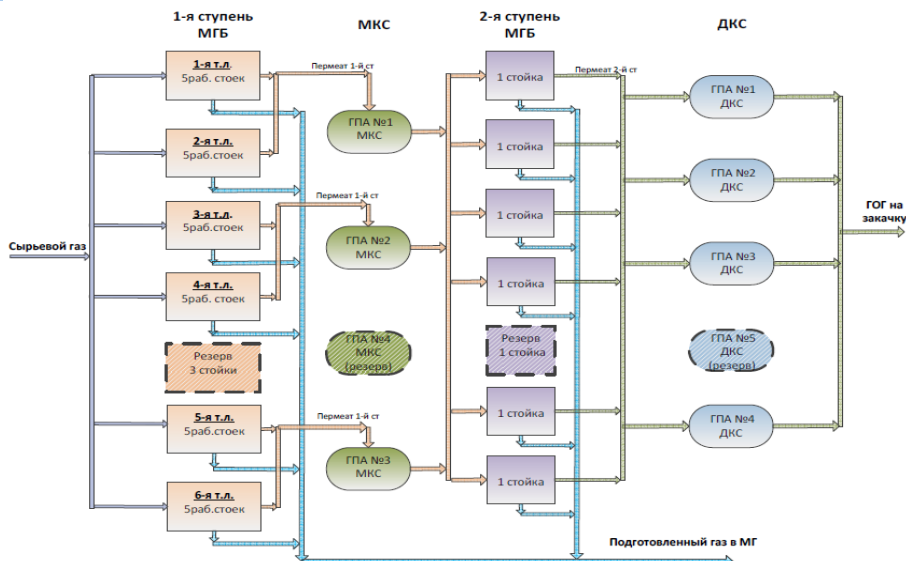 1-я ступень
МГБ
МКС
2-я ступень
МГБ
ДКС
1-я т.л.
5раб. стоек
2-я т.л.
5раб.стоек
3-я т.л.
5раб.стоек
4-я т.л.
5раб. стоек
Резерв
3 стойки
5-я т.л.
5раб.стоек
6-я т.л.
5раб.стоек
Сырьевой газ
Пермеат 1-й ст
ГПА №1
МКС
Пермеат 1-й ст
ГПА №2
МКС
ГПА №4
МКС
(резерв)
Пермеат 1-й ст
ГПА №3
МКС
1 стойка
1 стойка
1 стойка
1 стойка
Резерв
1 стойка
1 стойка
1 стойка
Пермеат 2-й ст
ГПА №1
ДКС
ГПА №2
ДКС
ГПА №3
ДКС
ГПА №5
ДКС
(резерв)
ГПА №4
ДКС
ГОГ на
закачку
Подготовленный газ в МГ